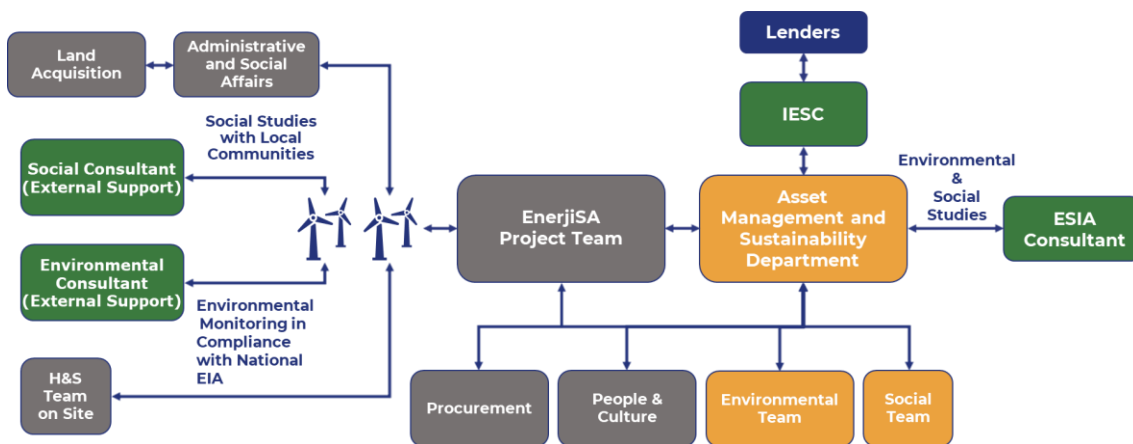 Land
Acquisition
Administrative
and Social
Affairs
Lenders
IESC
Social Studies
with Local
Communities
Social Consultant
(External Support)
Environmental
&
Social
Studies
EnerjiSA
Project Team
Asset
Management and
Sustainability
Department
ESIA
Consultant
Environmental
Consultant
(External Support)
Environmental
Monitoring in
Compliance
with National
EIA
H&S
Team
on Site
Procurement
People &
Culture
Environmental
Team
Social
Team